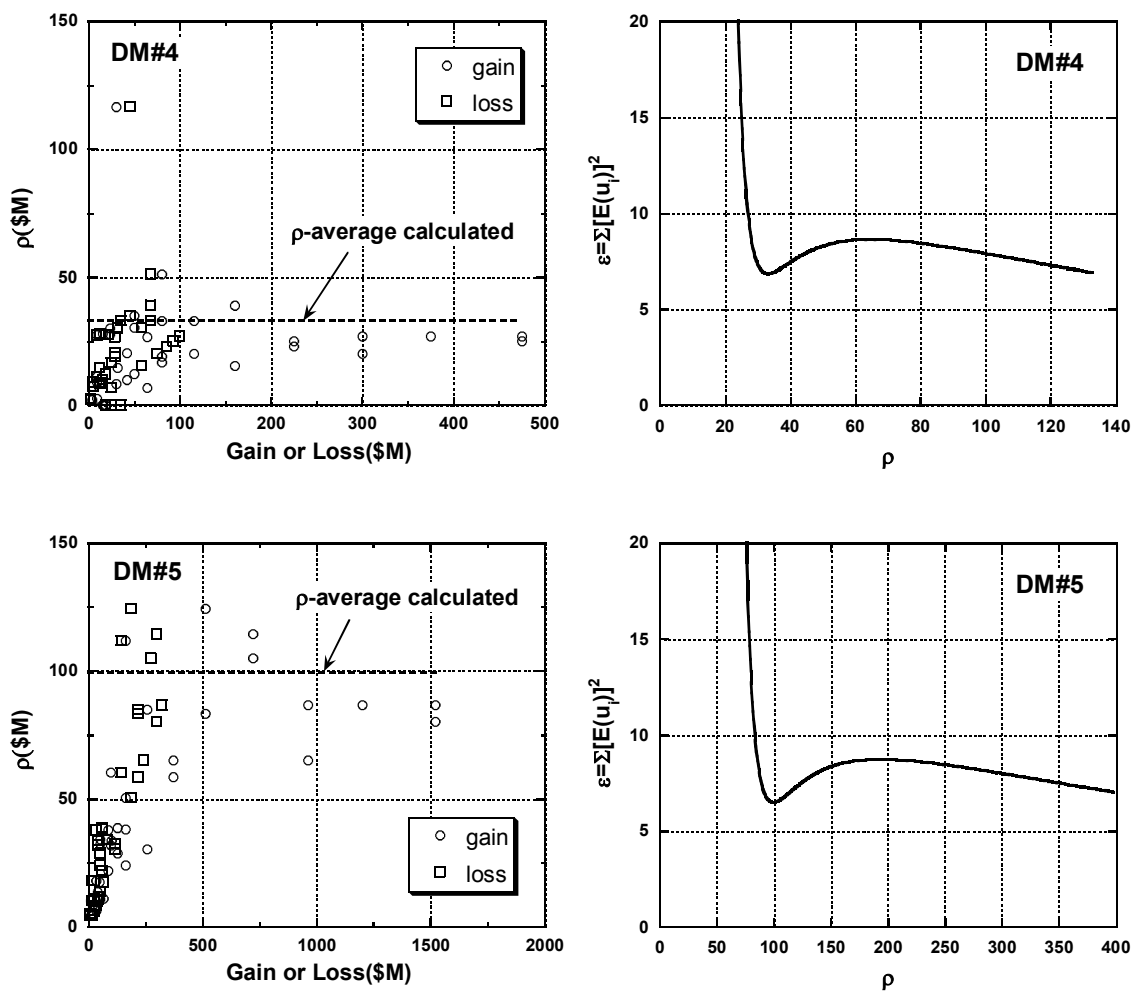 DM#4
gain
loss
ρ-average calculated
ρ($M)
150
100
50
0
0 100 200 300 400 500
Gain or Loss($M)
DM#4
ε=Σ[E(uᵢ)]²
20
15
10
5
0
0 20 40 60 80 100 120 140
ρ
DM#5
ρ-average calculated
gain
loss
ρ($M)
150
100
50
0
0 500 1000 1500 2000
Gain or Loss($M)
DM#5
ε=Σ[E(uᵢ)]²
20
15
10
5
0
0 50 100 150 200 250 300 350 400
ρ